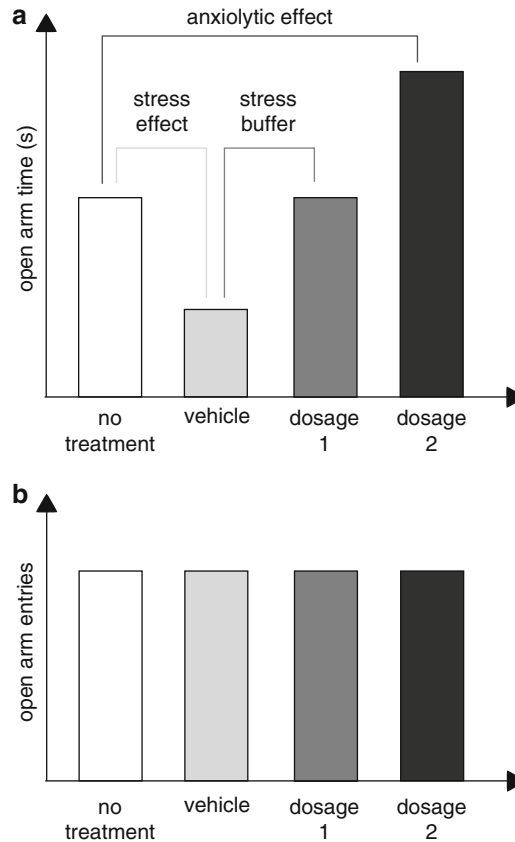 a
anxiolytic effect
stress
effect
stress
buffer
open arm time (s)
no
treatment
vehicle
dosage
1
dosage
2
b
open arm entries
no
treatment
vehicle
dosage
1
dosage
2